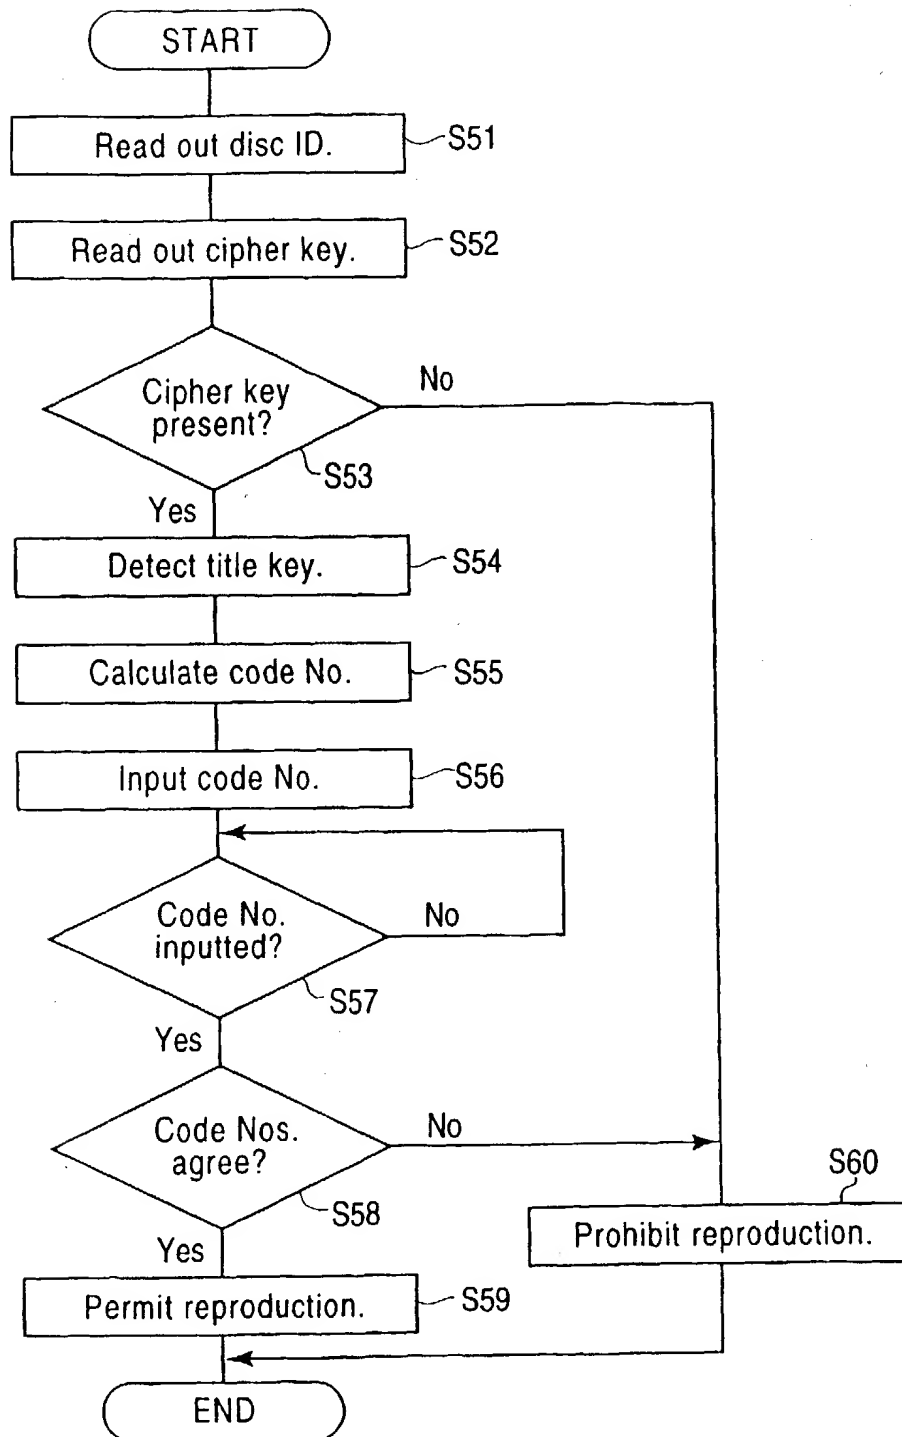 START
Read out disc ID.
S51
Read out cipher key.
S52
Cipher key
present?
No
S53
Yes
Detect title key.
S54
Calculate code No.
S55
Input code No.
S56
Code No.
inputted?
No
S57
Yes
Code Nos.
agree?
No
S58
S60
Prohibit reproduction.
Yes
Permit reproduction.
S59
END